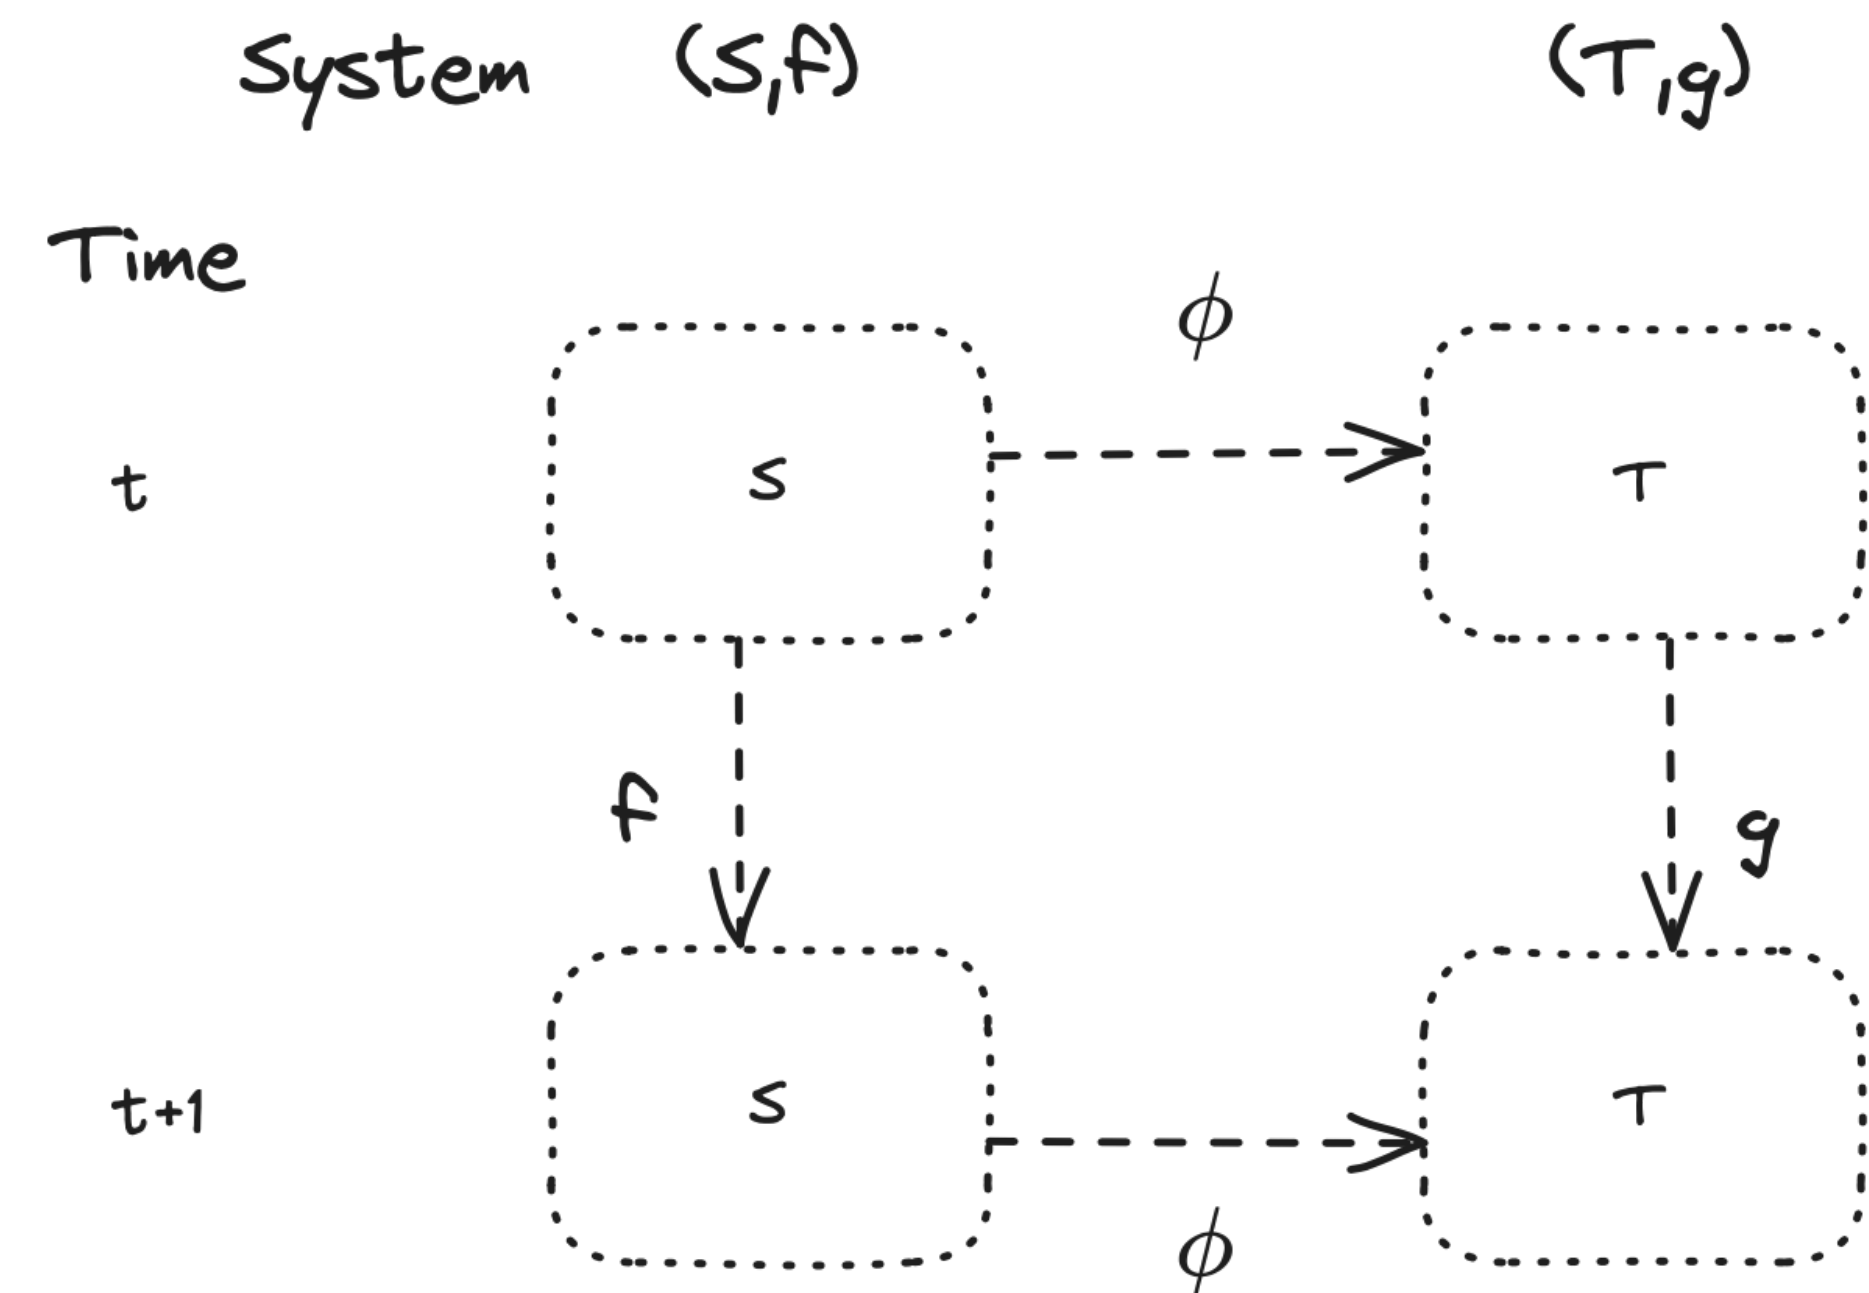 System (S,f) (T,g)
Time
ϕ
t S T
f g
t+1 S T
ϕ